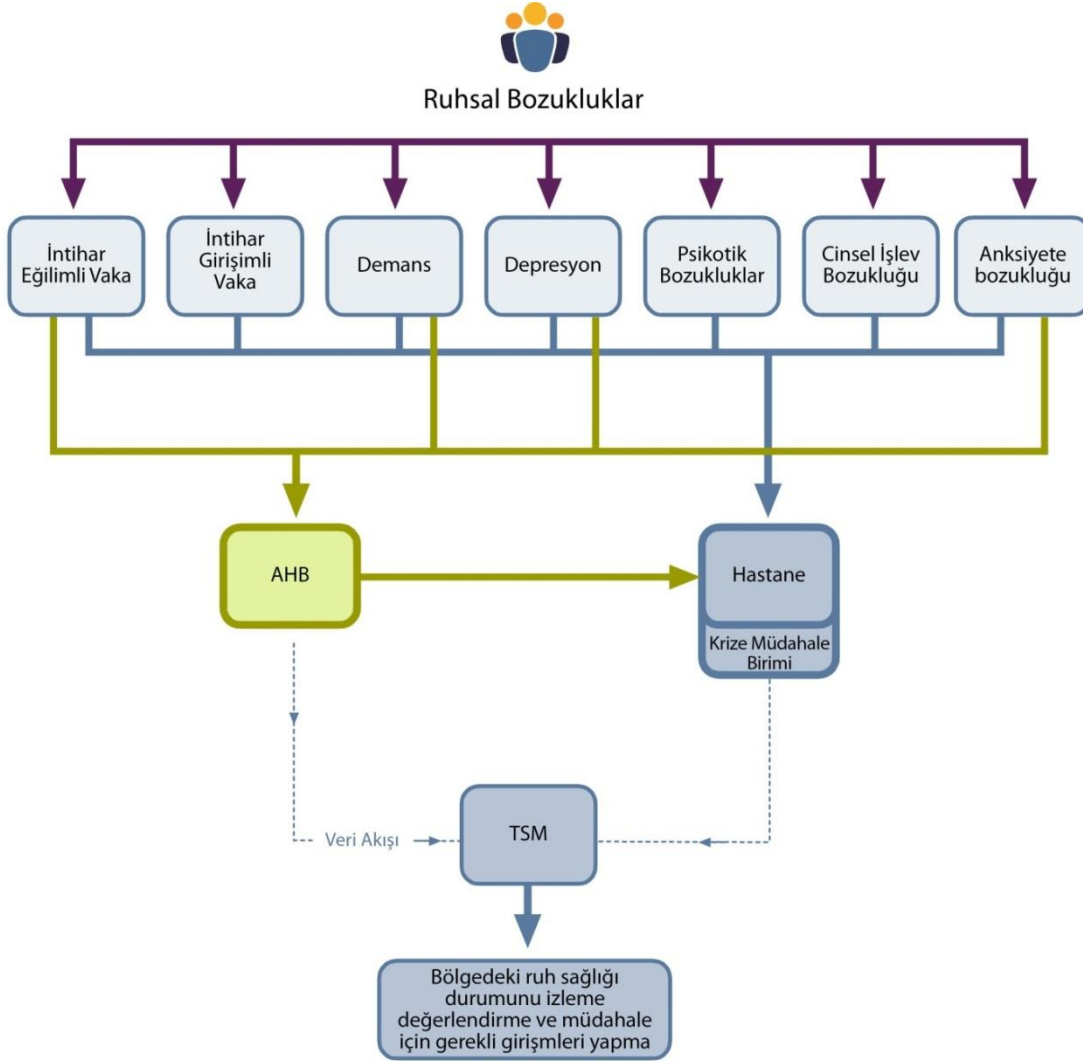 Ruhsal Bozukluklar
İntihar
Eğilimli Vaka
İntihar
Girişimli
Vaka
Demans
Depresyon
Psikotik
Bozukluklar
Cinsel İşlev
Bozukluğu
Anksiyete
bozukluğu
AHB
Hastane
Krize Müdahale
Birimi
Veri Akışı
TSM
Bölgedeki ruh sağlığı
durumunu izleme
değerlendirme ve müdahale
için gerekli girişmleri yapma